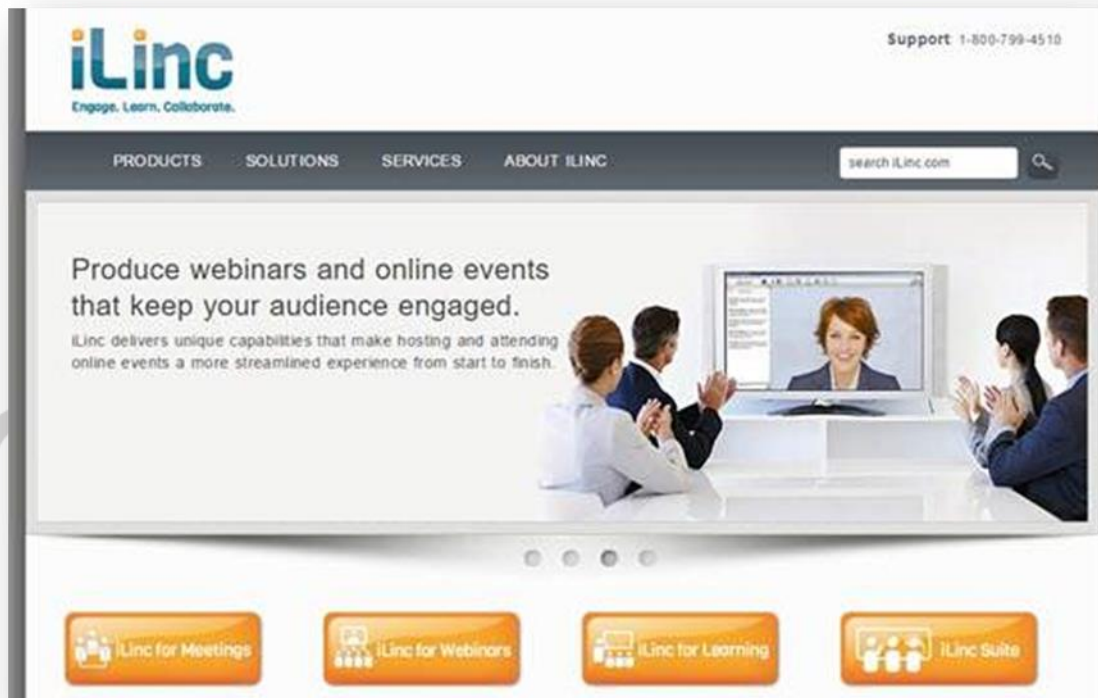 iLinc
Engage. Learn. Collaborate.
Support 1-800-799-4510
PRODUCTS SOLUTIONS SERVICES ABOUT ILINC
search iLinc.com
Produce webinars and online events
that keep your audience engaged.
iLinc delivers unique capabilities that make hosting and attending
online events a more streamlined experience from start to finish.
iLinc for Meetings
iLinc for Webinars
iLinc for Learning
iLinc Suite